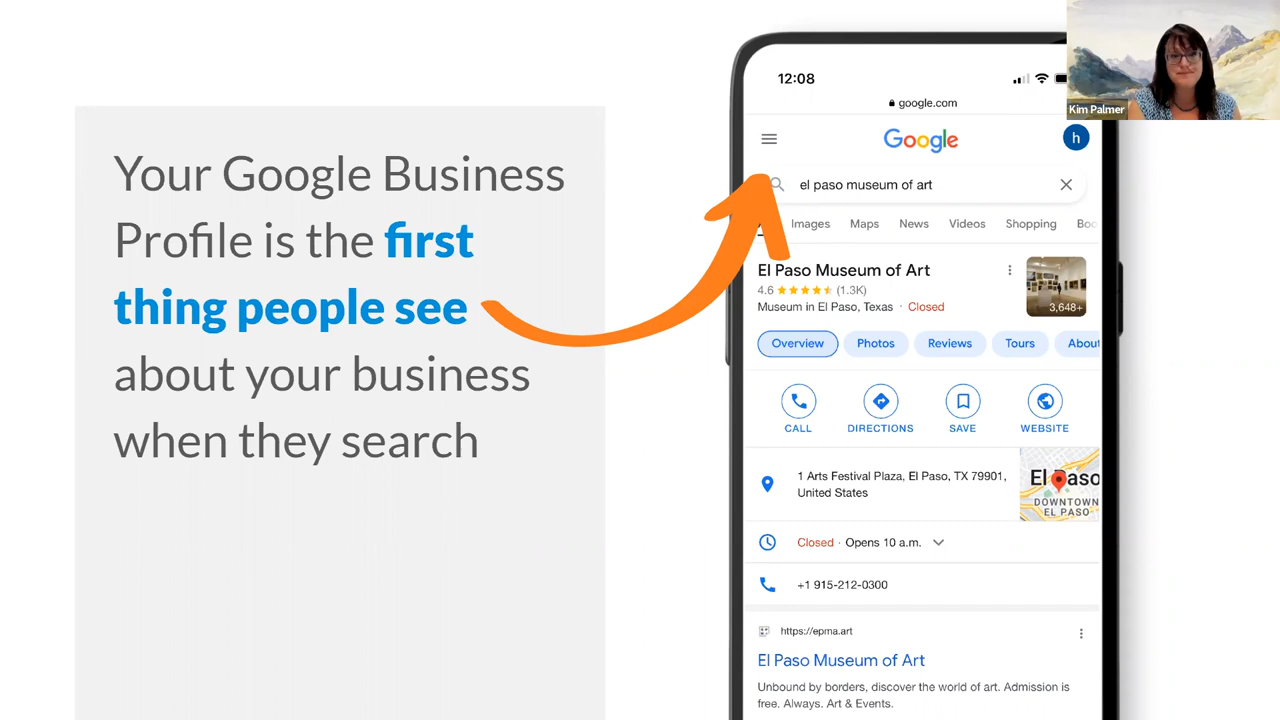 Your Google Business
Profile is the first
thing people see
about your business
when they search
12:08
google.com
Google
h
el paso museum of art
Images Maps News Videos Shopping Boo
El Paso Museum of Art
4.6 (1.3K)
Museum in El Paso, Texas · Closed
3,648+
Overview Photos Reviews Tours About
CALL DIRECTIONS SAVE WEBSITE
1 Arts Festival Plaza, El Paso, TX 79901,
United States
El Paso
DOWNTOWN
EL PASO
Closed · Opens 10 a.m.
+1 915-212-0300
https://epma.art
El Paso Museum of Art
Unbound by borders, discover the world of art. Admission is
free. Always. Art & Events.
Kim Palmer